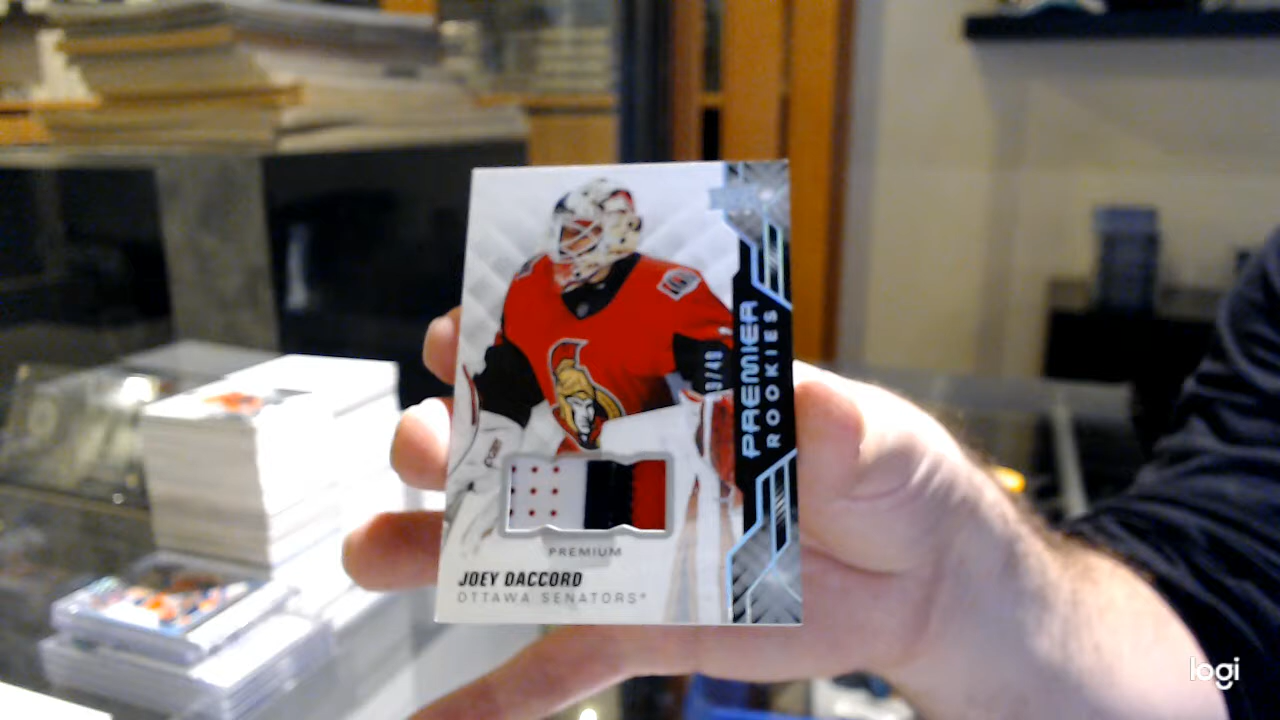 PREMIER
ROOKIES
PREMIUM
JOEY DACCORD
OTTAWA SENATORS*
logi